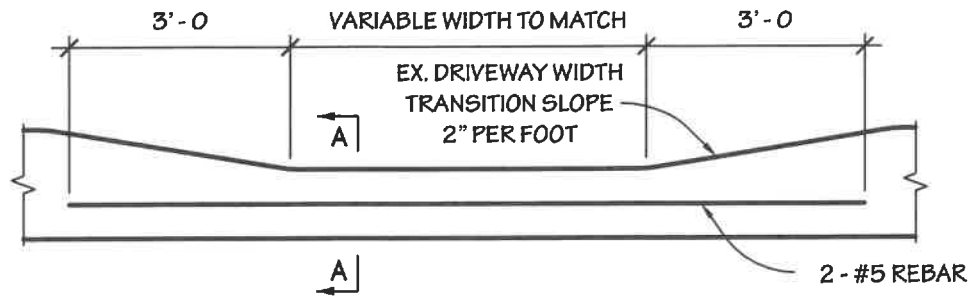 3'-0 VARIABLE WIDTH TO MATCH 3'-0
EX. DRIVEWAY WIDTH
TRANSITION SLOPE
2" PER FOOT
A
A
2 - #5 REBAR